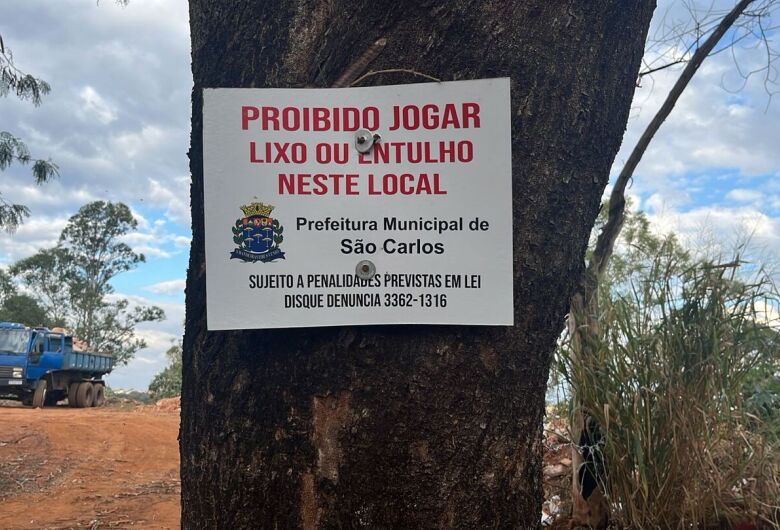 PROIBIDO JOGAR
LIXO OU ENTULHO
NESTE LOCAL
Prefeitura Municipal de
São Carlos
SUJEITO A PENALIDADES PREVISTAS EM LEI
DISQUE DENUNCIA 3362-1316